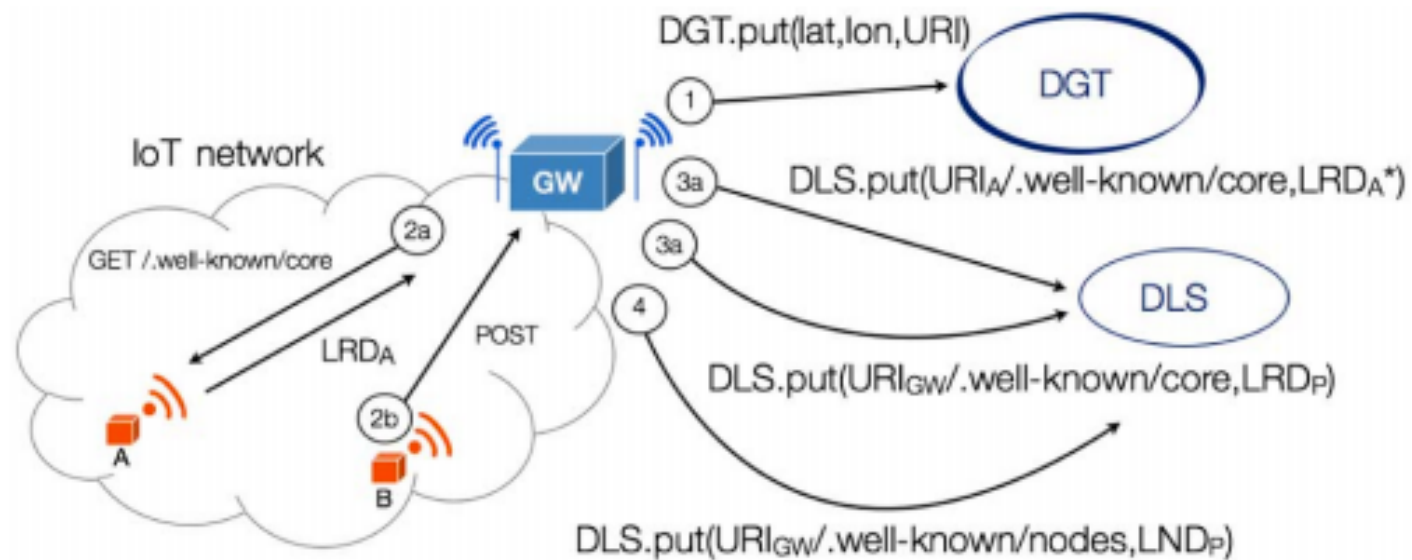 DGT.put(lat,lon,URI)
1
DGT
IoT network
GW
3a
DLS.put(URIA/.well-known/core,LRDA*)
2a
3a
GET /.well-known/core
4
DLS
LRDA
POST
DLS.put(URIGW/.well-known/core,LRDP)
2b
A
B
DLS.put(URIGW/.well-known/nodes,LNDP)